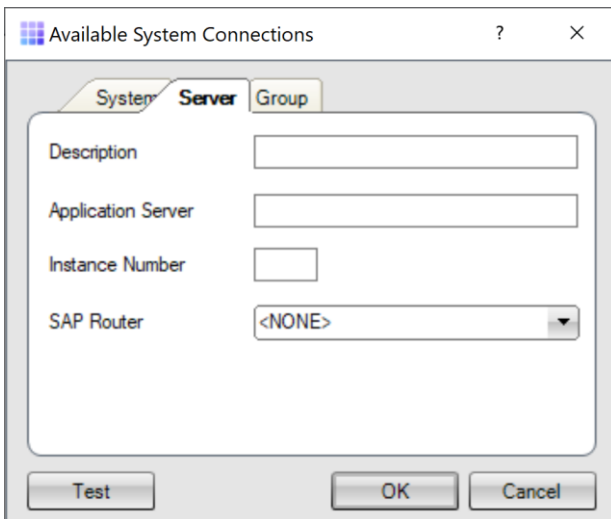 Available System Connections ? ×
System Server Group
Description
Application Server
Instance Number
SAP Router <NONE>
Test OK Cancel